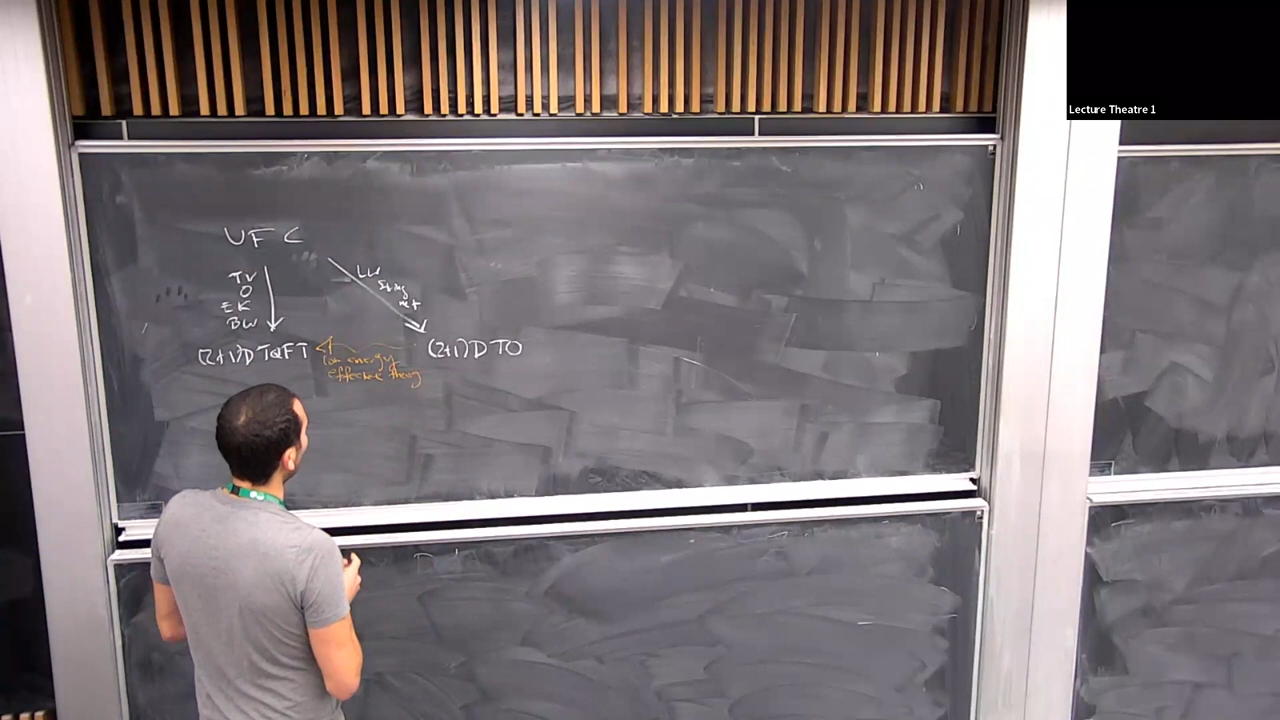 Lecture Theatre 1
UFC
TV
O
EK
BW
LW
String
net
(2+1)D TQFT
(2+1)D TO
low energy
effective theory